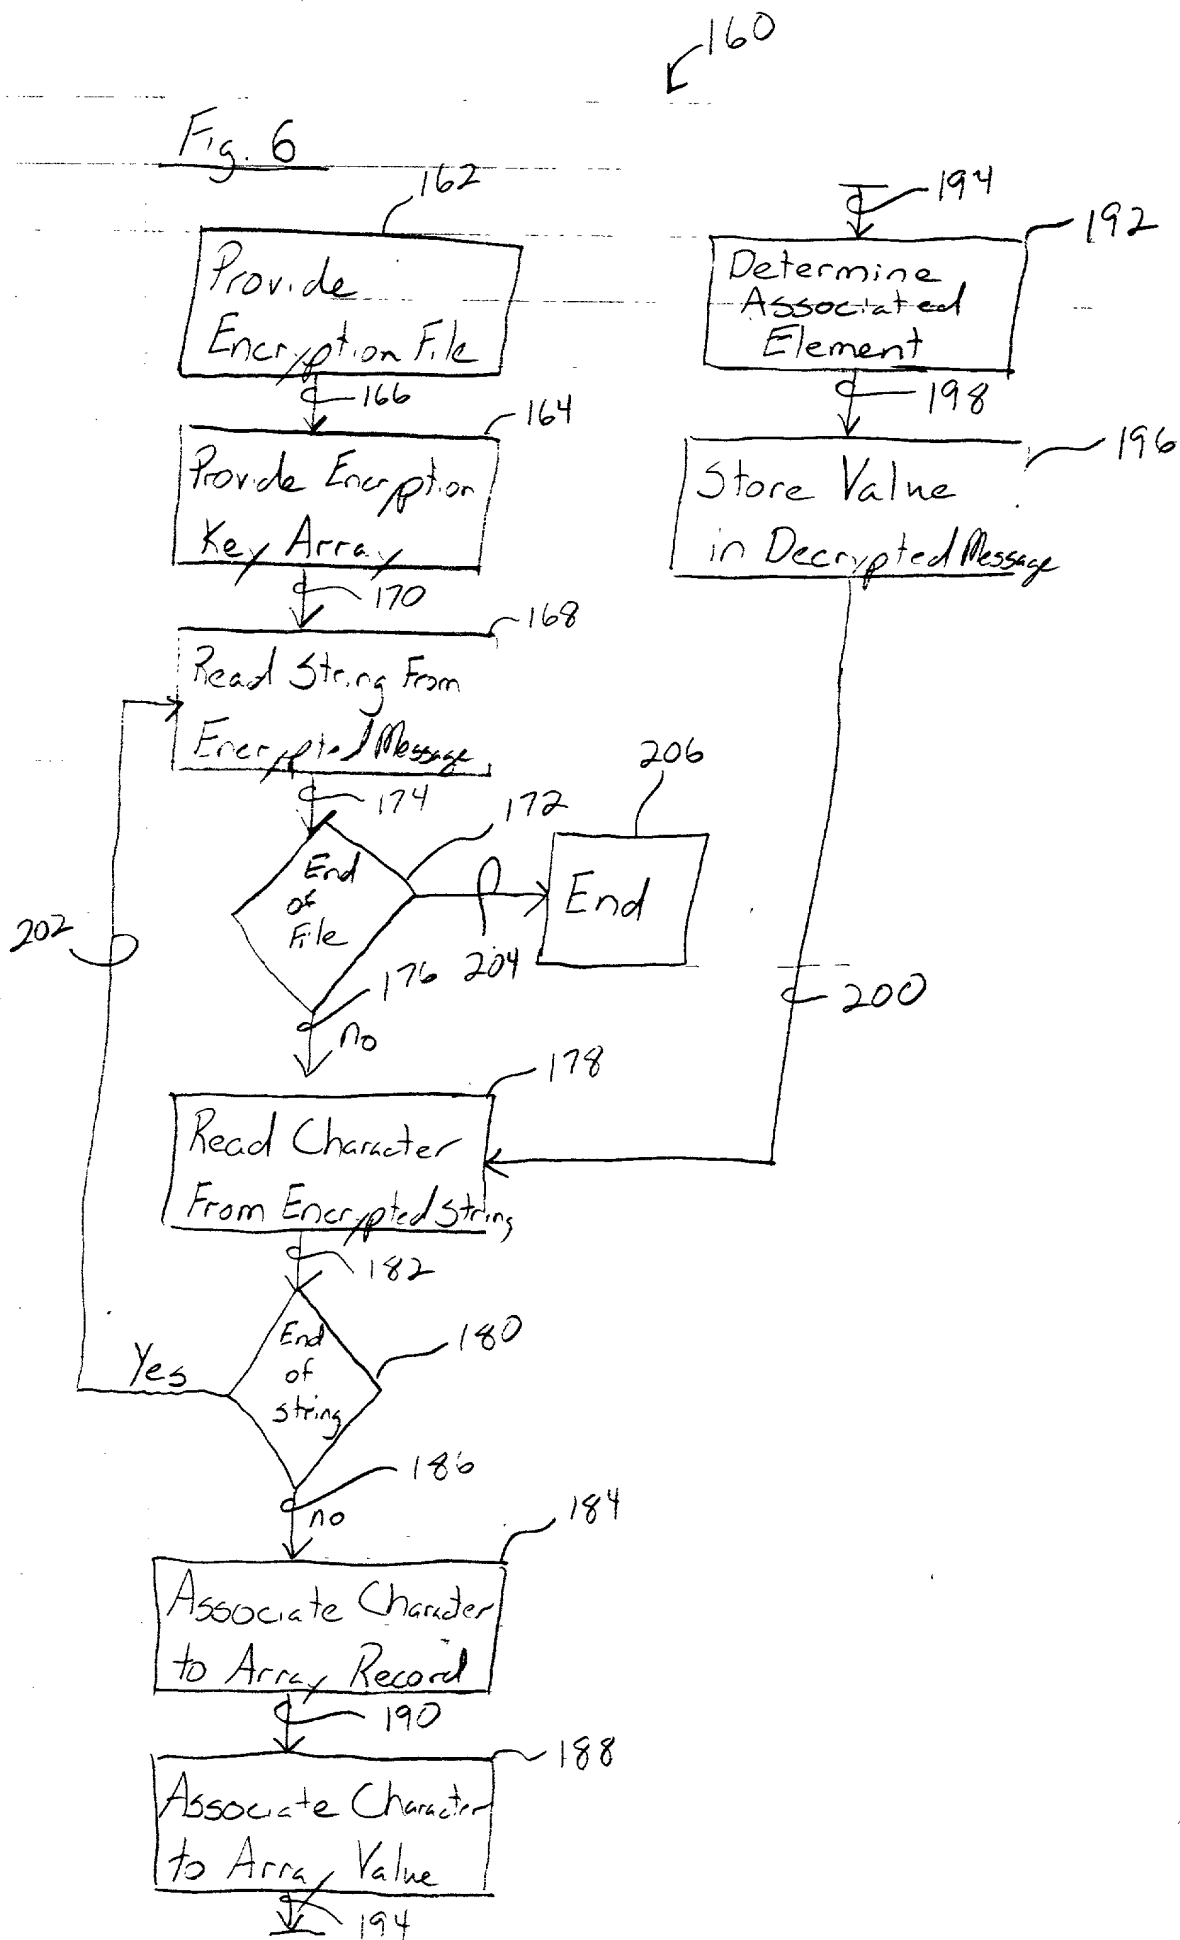 160
Fig. 6
162
Provide
Encryption File
166
164
Provide Encryption
Key Array
170
168
Read String From
Encrypted Message
174
172
End
of
File
204
206
End
176
no
178
Read Character
From Encrypted String
182
180
End
of
string
Yes
202
186
no
184
Associate Character
to Array Record
190
188
Associate Character
to Array Value
194
194
192
Determine
Associated
Element
198
196
Store Value
in Decrypted Message
200